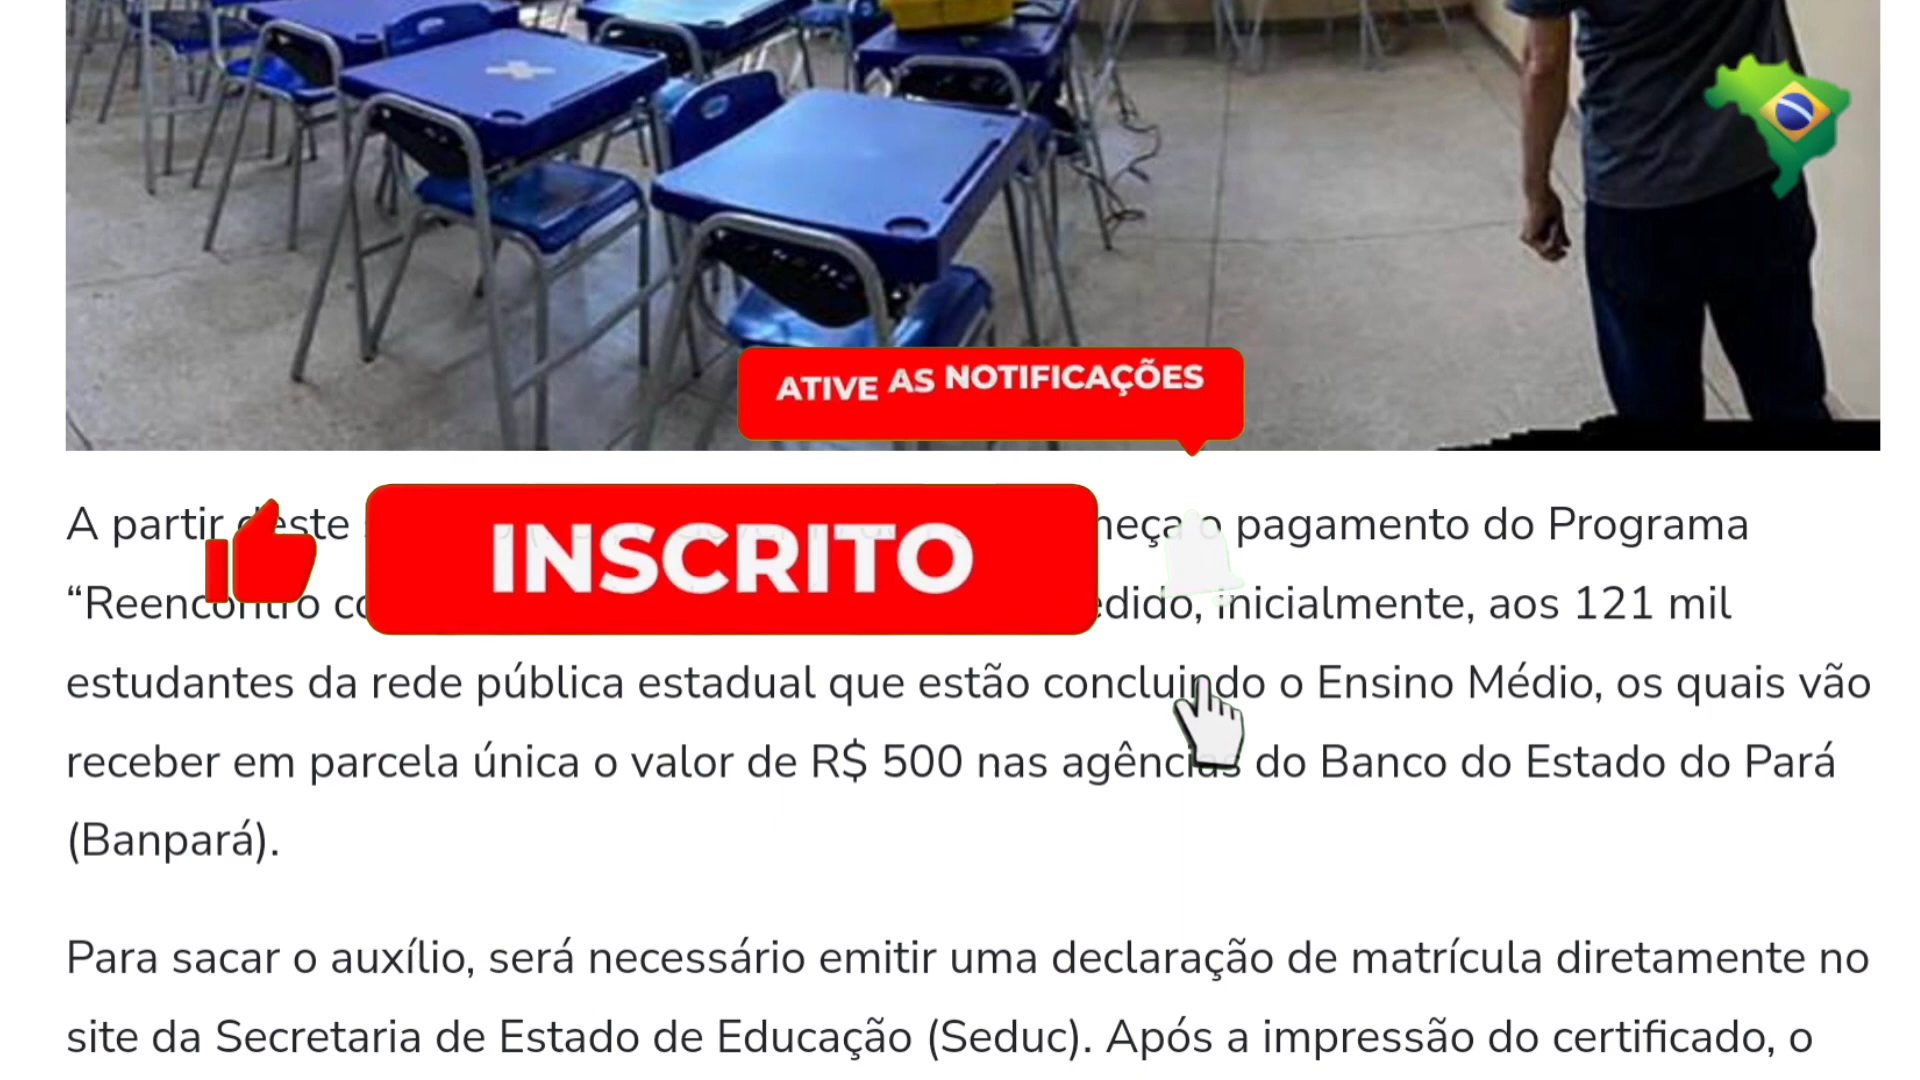 ATIVE AS NOTIFICAÇÕES
INSCRITO
A partir deste o pagamento do Programa
“Reencontro inicialmente, aos 121 mil
estudantes da rede pública estadual que estão concluindo o Ensino Médio, os quais vão
receber em parcela única o valor de R$ 500 nas agências do Banco do Estado do Pará
(Banpará).
Para sacar o auxílio, será necessário emitir uma declaração de matrícula diretamente no
site da Secretaria de Estado de Educação (Seduc). Após a impressão do certificado, o